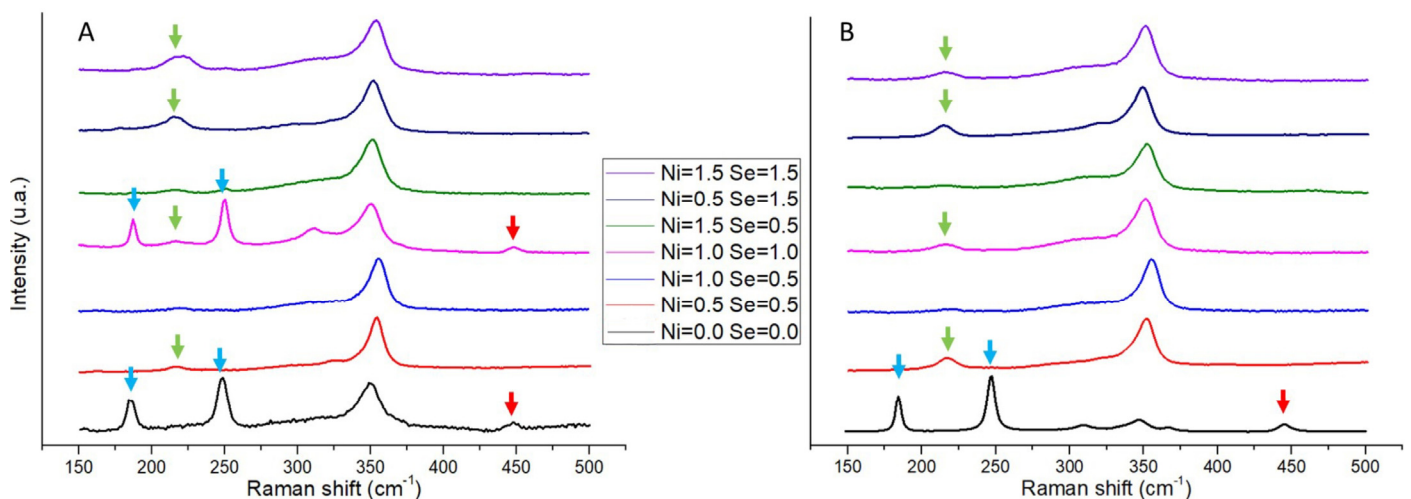 A
B
Intensity (u.a.)
Ni=1.5 Se=1.5
Ni=0.5 Se=1.5
Ni=1.5 Se=0.5
Ni=1.0 Se=1.0
Ni=1.0 Se=0.5
Ni=0.5 Se=0.5
Ni=0.0 Se=0.0
150 200 250 300 350 400 450 500
Raman shift (cm⁻¹)
150 200 250 300 350 400 450 500
Raman shift (cm⁻¹)